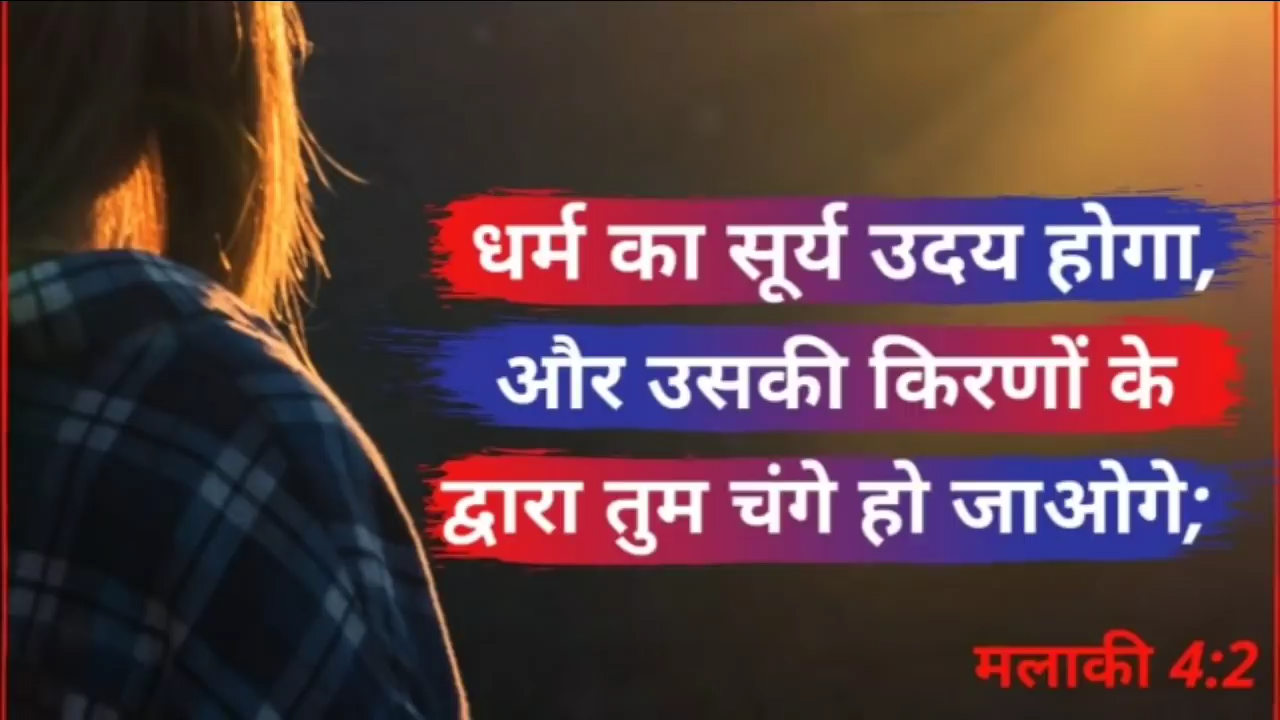 धर्म का सूर्य उदय होगा,
और उसकी किरणों के
द्वारा तुम चंगे हो जाओगे;
मलाकी 4:2